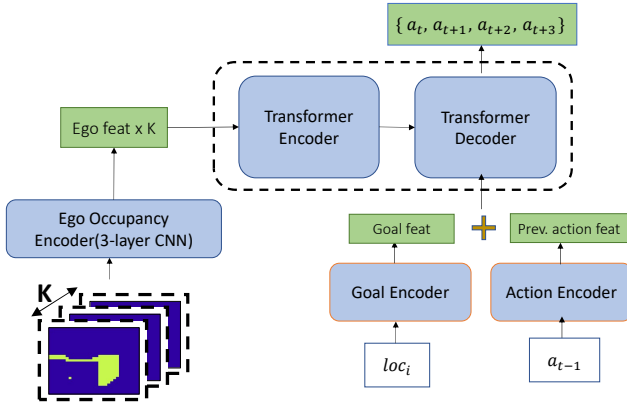 { a_t, a_{t+1}, a_{t+2}, a_{t+3} }
Ego feat x K
Transformer
Encoder
Transformer
Decoder
Ego Occupancy
Encoder(3-layer CNN)
Goal feat
+
Prev. action feat
K
Goal Encoder
Action Encoder
loc_i
a_{t-1}